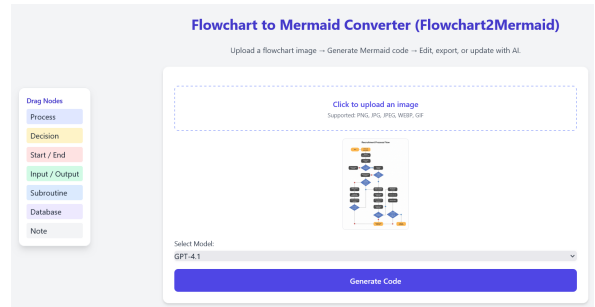 Flowchart to Mermaid Converter (Flowchart2Mermaid)
Upload a flowchart image → Generate Mermaid code → Edit, export, or update with AI.
Drag Nodes
Process
Decision
Start / End
Input / Output
Subroutine
Database
Note
Click to upload an image
Supported: PNG, JPG, JPEG, WEBP, GIF
Select Model:
GPT-4.1
Generate Code